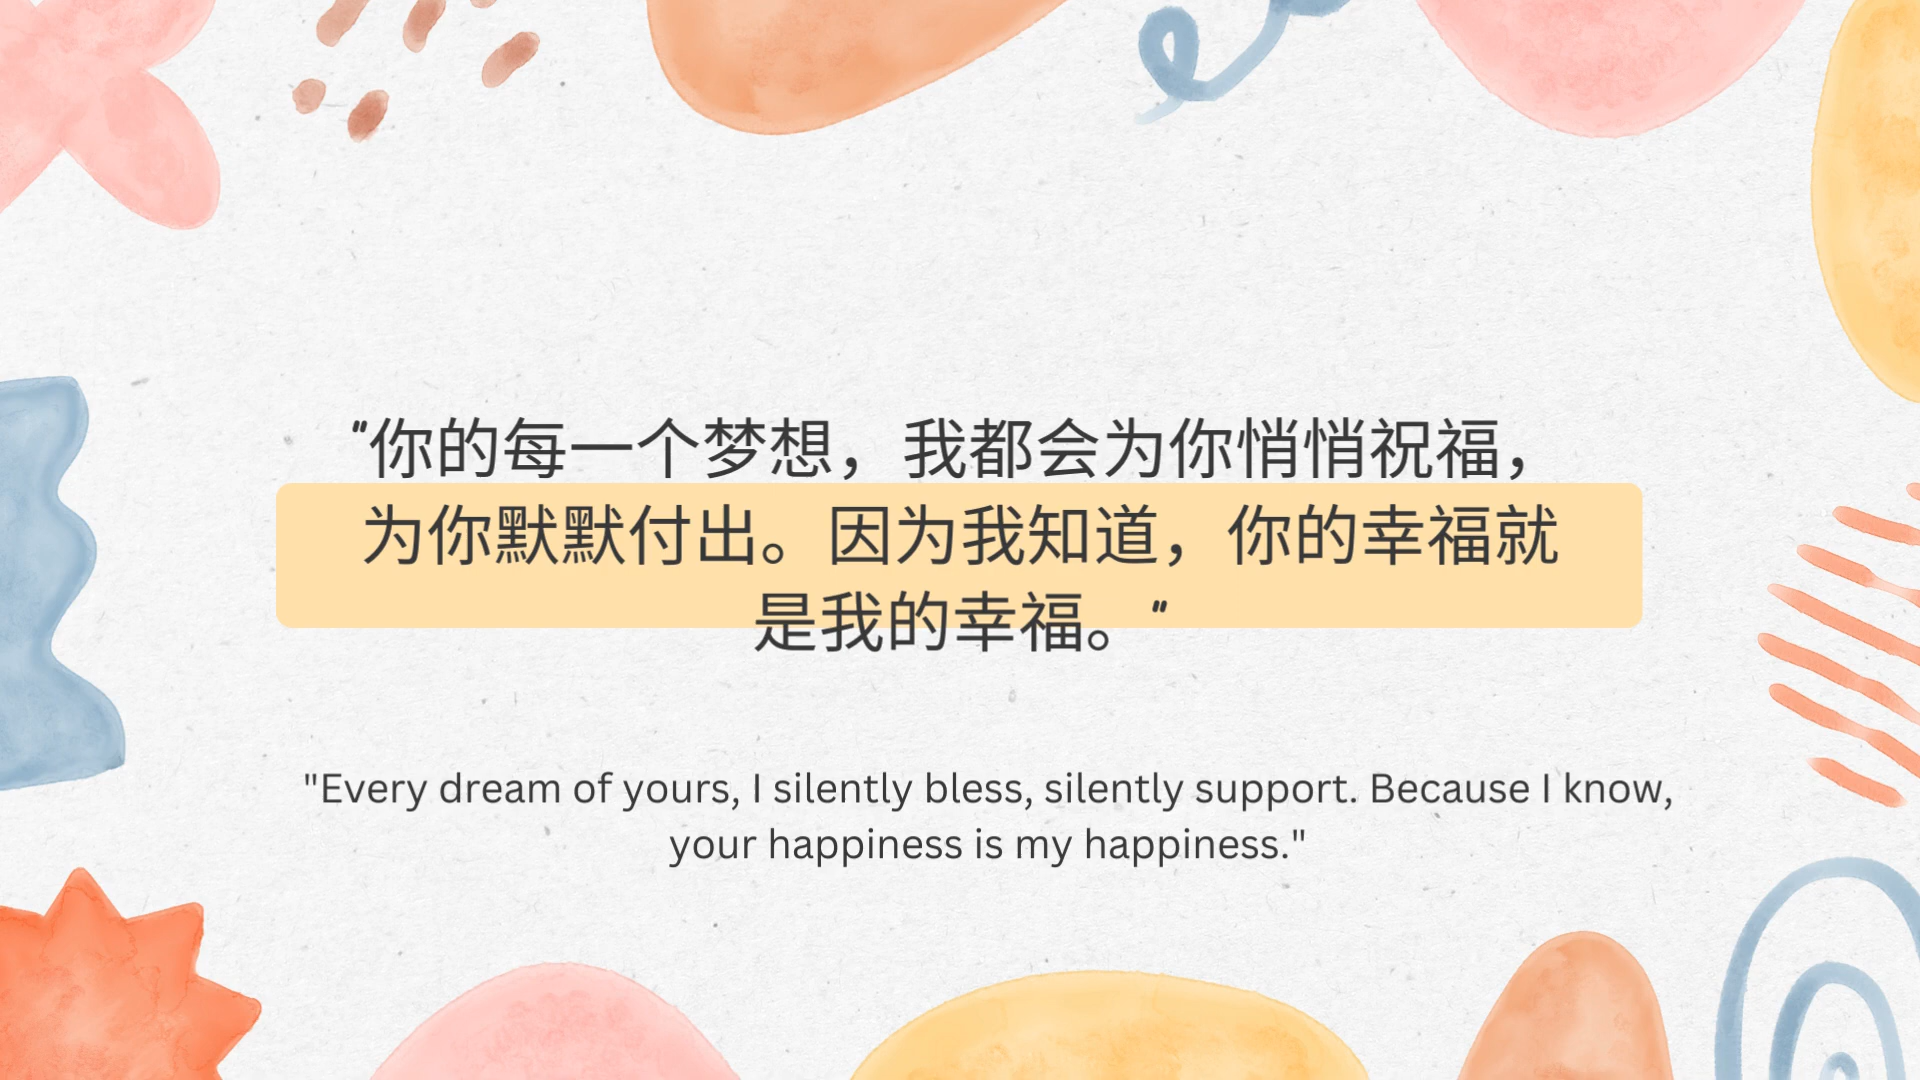 "你的每一个梦想，我都会为你悄悄祝福，
为你默默付出。因为我知道，你的幸福就
是我的幸福。"
"Every dream of yours, I silently bless, silently support. Because I know,
your happiness is my happiness."